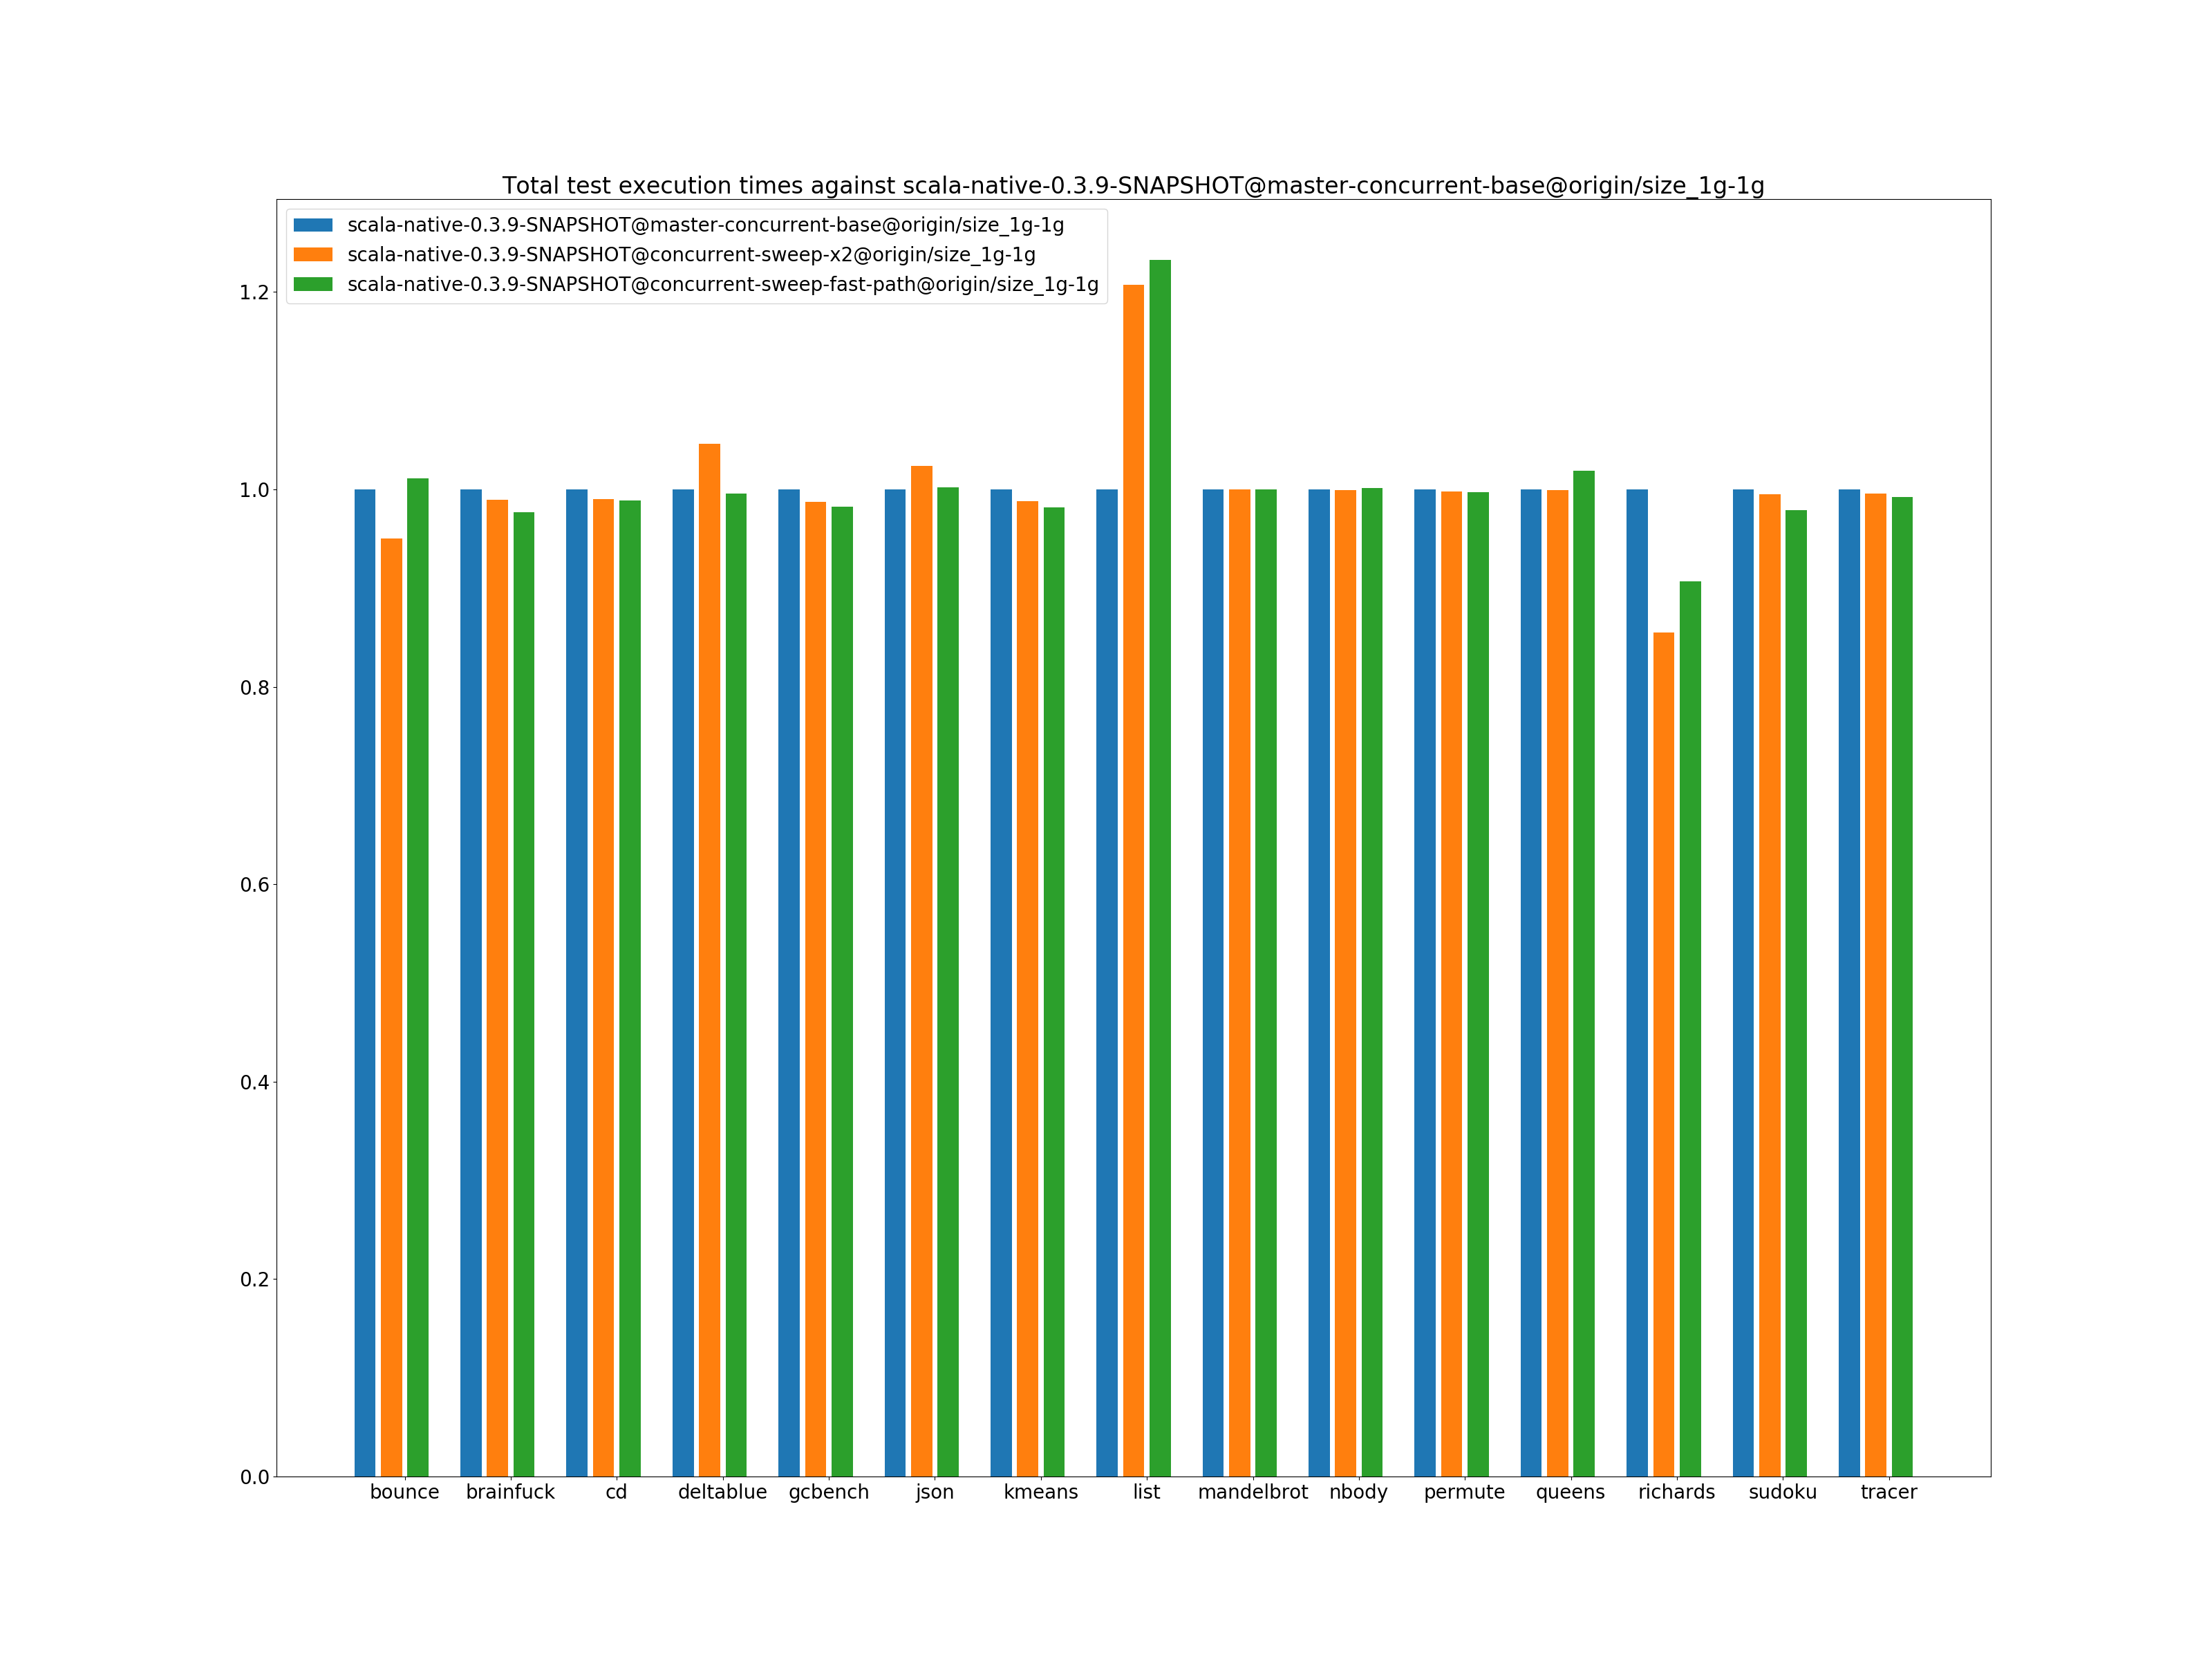 Total test execution times against scala-native-0.3.9-SNAPSHOT@master-concurrent-base@origin/size_1g-1g
scala-native-0.3.9-SNAPSHOT@master-concurrent-base@origin/size_1g-1g
scala-native-0.3.9-SNAPSHOT@concurrent-sweep-x2@origin/size_1g-1g
scala-native-0.3.9-SNAPSHOT@concurrent-sweep-fast-path@origin/size_1g-1g
1.2
1.0
0.8
0.6
0.4
0.2
0.0
bounce brainfuck cd deltablue gcbench json kmeans list mandelbrot nbody permute queens richards sudoku tracer